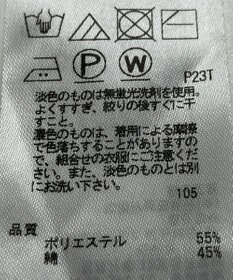 P W
P23T
淡色のものは無蛍光洗剤を使用。
よくすすぎ、絞りの後すぐに干
すこと。
濃色のものは、着用による摩擦
で色落ちすることがありますの
で、組合せの衣服にご注意くださ
い。また、淡色のものとは別
にお洗い下さい。
105
品質
ポリエステル 55%
綿 45%